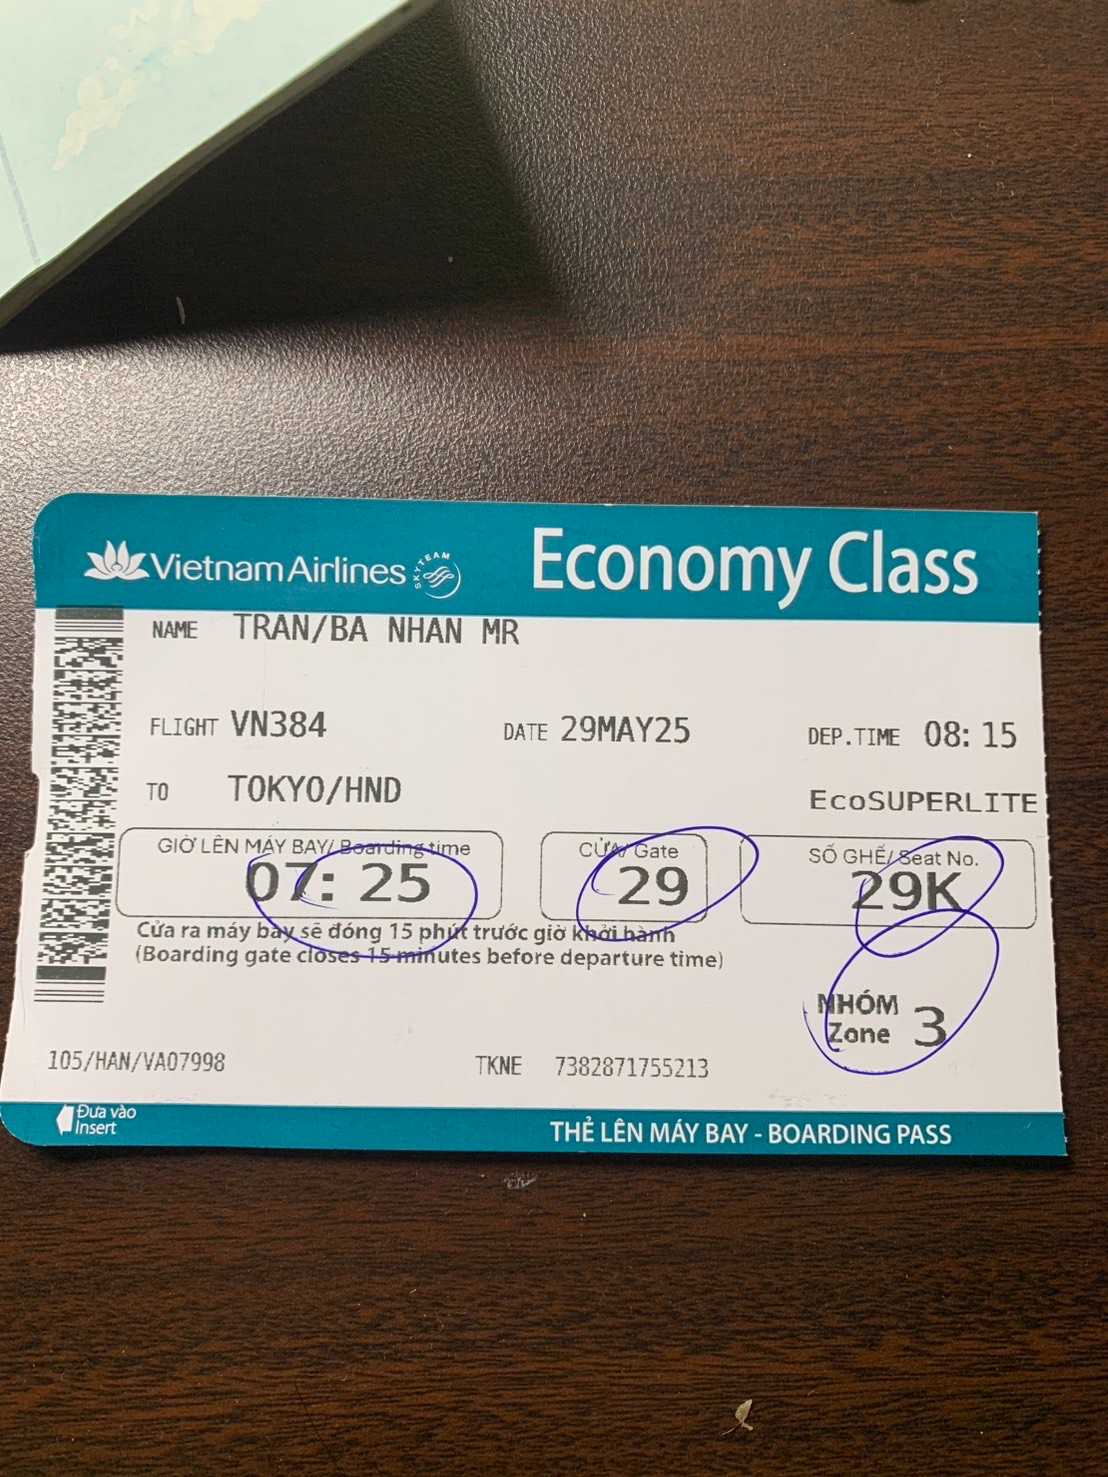 Vietnam Airlines SKYTEAM Economy Class
NAME TRAN/BA NHAN MR
FLIGHT VN384 DATE 29MAY25 DEP.TIME 08:15
TO TOKYO/HND EcoSUPERLITE
GIỜ LÊN MÁY BAY/ Boarding time CỬA/ Gate SỐ GHẾ/ Seat No.
07:25 29 29K
Cửa ra máy bay sẽ đóng 15 phút trước giờ khởi hành
(Boarding gate closes 15 minutes before departure time)
NHÓM
Zone 3
105/HAN/VA07998 TKNE 7382871755213
Đưa vào
Insert
THẺ LÊN MÁY BAY - BOARDING PASS